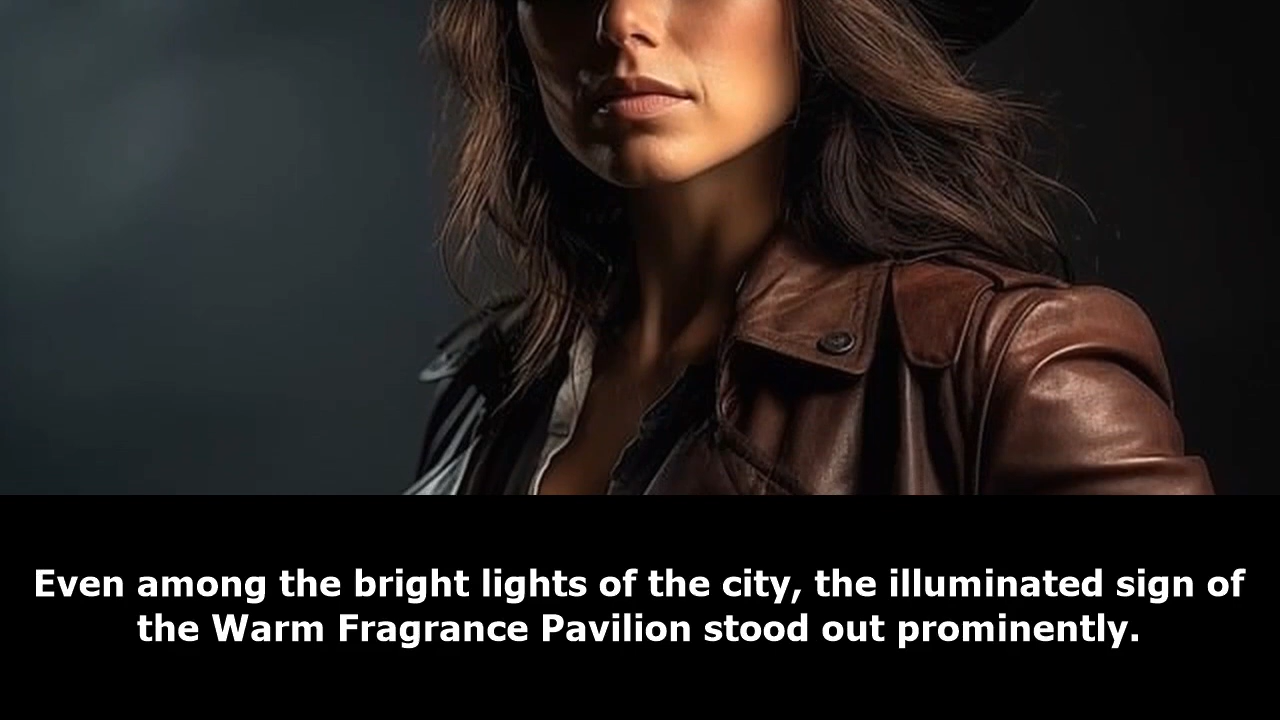 Even among the bright lights of the city, the illuminated sign of
the Warm Fragrance Pavilion stood out prominently.